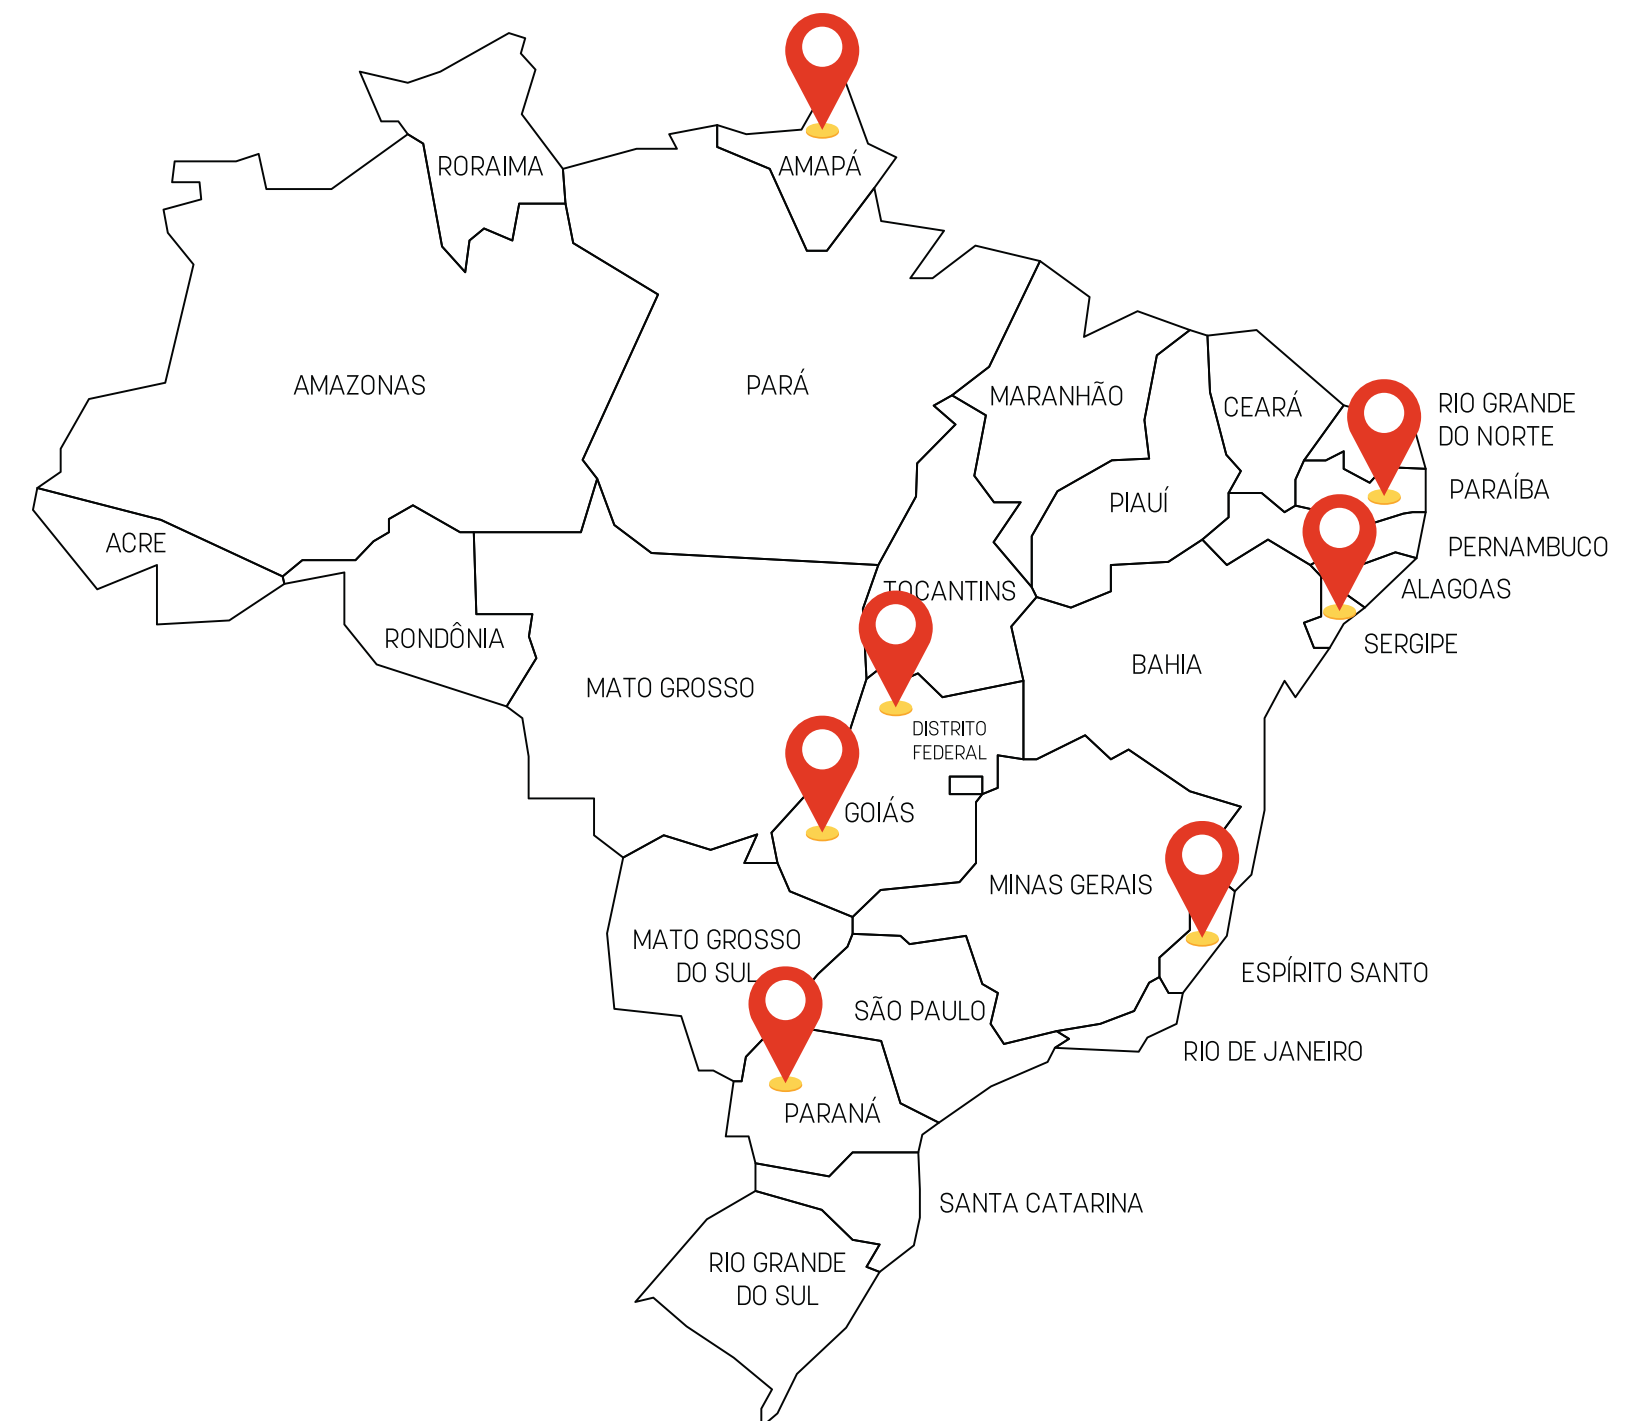 RORAIMA
AMAPÁ
AMAZONAS
PARÁ
MARANHÃO
CEARÁ
RIO GRANDE
DO NORTE
PARAÍBA
PIAUÍ
ACRE
PERNAMBUCO
TOCANTINS
ALAGOAS
RONDÔNIA
SERGIPE
BAHIA
MATO GROSSO
DISTRITO
FEDERAL
GOIÁS
MINAS GERAIS
MATO GROSSO
DO SUL
ESPÍRITO SANTO
SÃO PAULO
RIO DE JANEIRO
PARANÁ
SANTA CATARINA
RIO GRANDE
DO SUL